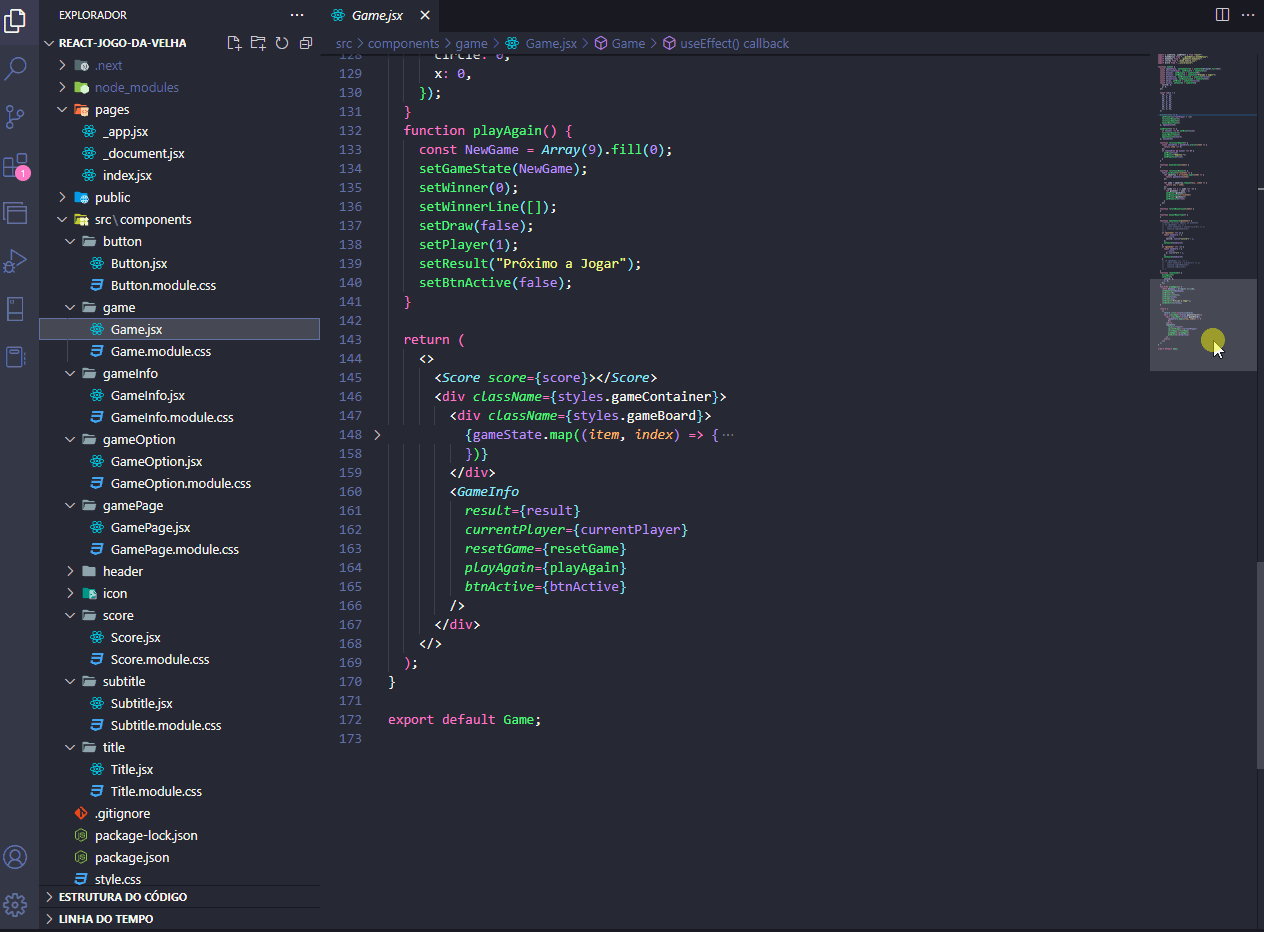 EXPLORADOR
REACT-JOGO-DA-VELHA
.next
node_modules
pages
_app.jsx
_document.jsx
index.jsx
public
src\components
button
Button.jsx
Button.module.css
game
Game.jsx
Game.module.css
gameInfo
GameInfo.jsx
GameInfo.module.css
gameOption
GameOption.jsx
GameOption.module.css
gamePage
GamePage.jsx
GamePage.module.css
header
icon
score
Score.jsx
Score.module.css
subtitle
Subtitle.jsx
Subtitle.module.css
title
Title.jsx
Title.module.css
.gitignore
package-lock.json
package.json
style.css
ESTRUTURA DO CÓDIGO
LINHA DO TEMPO
1
Game.jsx
src > components > game > Game.jsx > Game > useEffect() callback
128 circle: 0,
129 x: 0,
130 });
131 }
132 function playAgain() {
133 const NewGame = Array(9).fill(0);
134 setGameState(NewGame);
135 setWinner(0);
136 setWinnerLine([]);
137 setDraw(false);
138 setPlayer(1);
139 setResult("Próximo a Jogar");
140 setBtnActive(false);
141 }
142
143 return (
144 <>
145 <Score score={score}></Score>
146 <div className={styles.gameContainer}>
147 <div className={styles.gameBoard}>
148 {gameState.map((item, index) => { ···
158 })}
159 </div>
160 <GameInfo
161 result={result}
162 currentPlayer={currentPlayer}
163 resetGame={resetGame}
164 playAgain={playAgain}
165 btnActive={btnActive}
166 />
167 </div>
168 </>
169 );
170 }
171
172 export default Game;
173